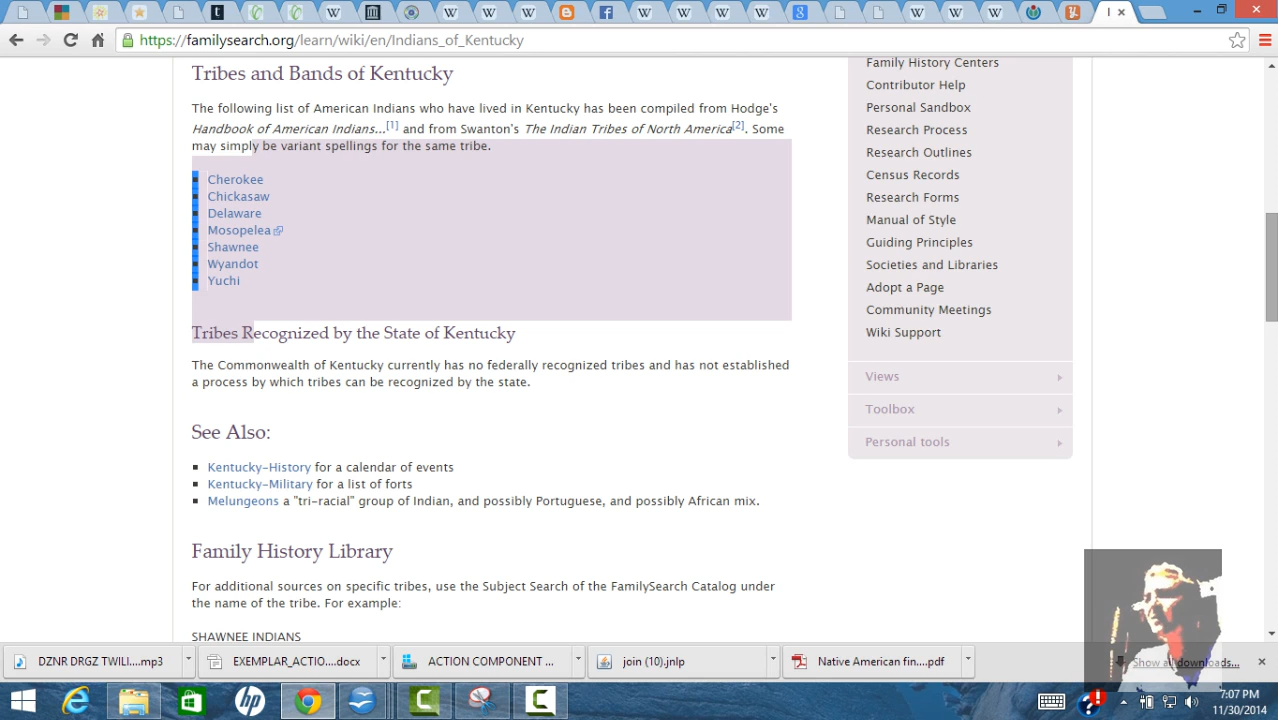 https://familysearch.org/learn/wiki/en/Indians_of_Kentucky
Tribes and Bands of Kentucky
The following list of American Indians who have lived in Kentucky has been compiled from Hodge's
Handbook of American Indians...[1] and from Swanton's The Indian Tribes of North America[2]. Some
may simply be variant spellings for the same tribe.
Cherokee
Chickasaw
Delaware
Mosopelea
Shawnee
Wyandot
Yuchi
Tribes Recognized by the State of Kentucky
The Commonwealth of Kentucky currently has no federally recognized tribes and has not established
a process by which tribes can be recognized by the state.
See Also:
Kentucky-History for a calendar of events
Kentucky-Military for a list of forts
Melungeons a "tri-racial" group of Indian, and possibly Portuguese, and possibly African mix.
Family History Library
For additional sources on specific tribes, use the Subject Search of the FamilySearch Catalog under
the name of the tribe. For example:
SHAWNEE INDIANS
Family History Centers
Contributor Help
Personal Sandbox
Research Process
Research Outlines
Census Records
Research Forms
Manual of Style
Guiding Principles
Societies and Libraries
Adopt a Page
Community Meetings
Wiki Support
Views
Toolbox
Personal tools
DZNR DRGZ TWILI....mp3
EXEMPLAR_ACTIO....docx
ACTION COMPONENT ...
join (10).jnlp
Native American fin....pdf
Show all downloads...
7:07 PM
11/30/2014